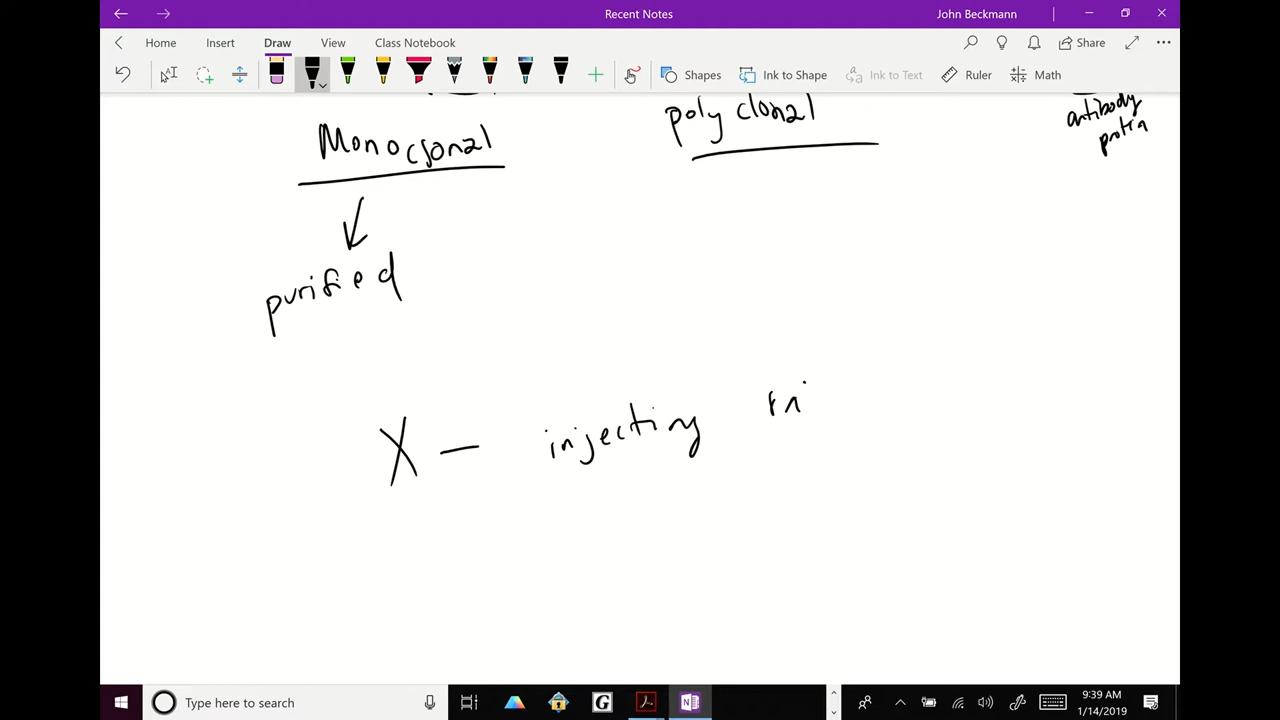 Recent Notes
John Beckmann
Home Insert Draw View Class Notebook
Share
Shapes Ink to Shape Ink to Text Ruler Math
poly clonal
antibody
protin
Monoclonal
purified
X — injecting
Type here to search
G
N
9:39 AM
1/14/2019